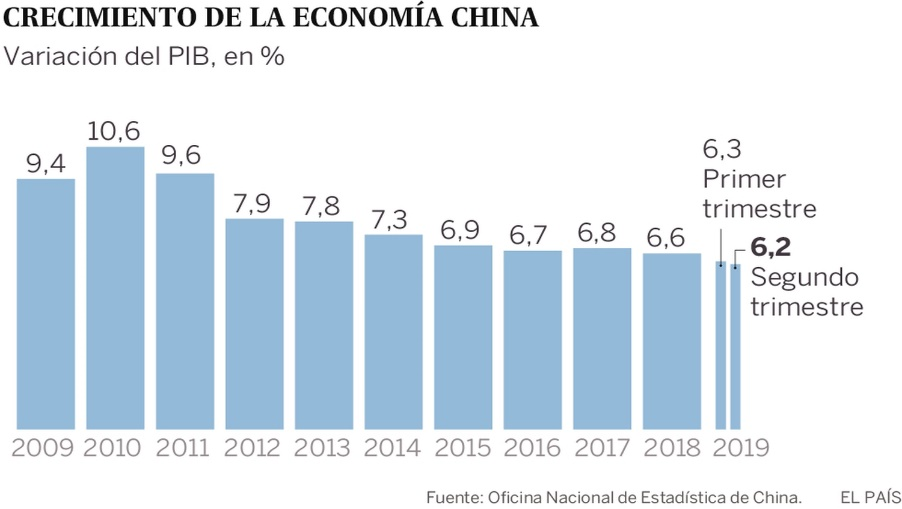 CRECIMIENTO DE LA ECONOMÍA CHINA
Variación del PIB, en %
9,4
10,6
9,6
7,9
7,8
7,3
6,9
6,7
6,8
6,6
6,3
Primer
trimestre
6,2
Segundo
trimestre
2009 2010 2011 2012 2013 2014 2015 2016 2017 2018 2019
Fuente: Oficina Nacional de Estadística de China. EL PAÍS